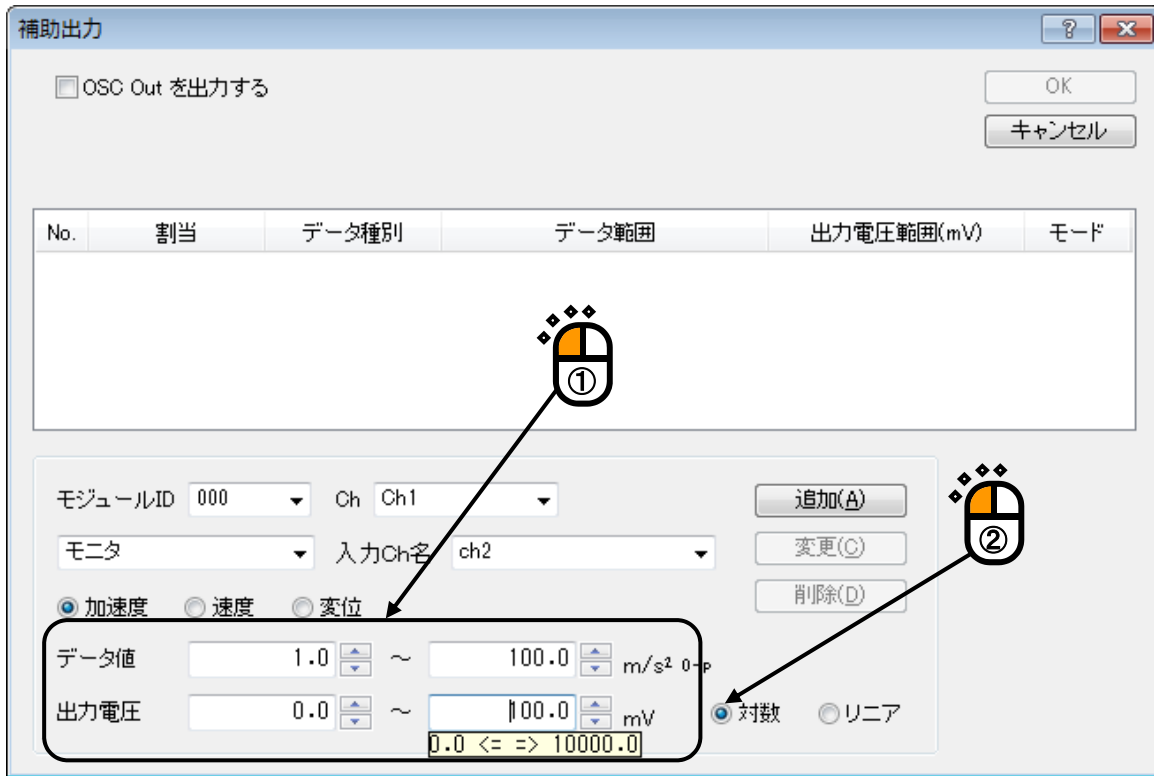 補助出力
OSC Out を出力する
OK
キャンセル
No. 割当 データ種別 データ範囲 出力電圧範囲(mV) モード
①
モジュールID 000 Ch Ch1 追加(A)
②
モニタ 入力Ch名 ch2 変更(C)
加速度 速度 変位 削除(D)
データ値 1.0 ～ 100.0 m/s² 0-p
出力電圧 0.0 ～ 100.0 mV 対数 リニア
0.0 <= => 10000.0